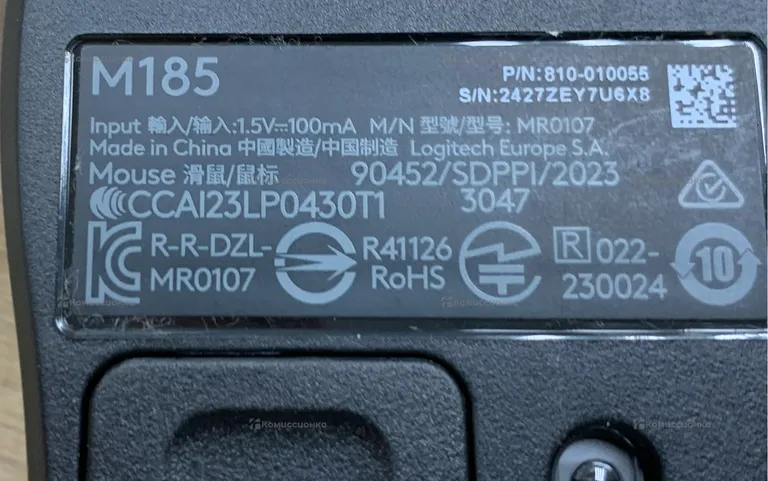 M185
P/N:810-010055
S/N:2427ZEY7U6X8
Input 輸入/输入:1.5V⎓100mA M/N 型號/型号: MR0107
Made in China 中國製造/中国制造 Logitech Europe S.A.
Mouse 滑鼠/鼠标 90452/SDPPI/2023
CCAI23LP0430T1 3047
R-R-DZL-
MR0107
R41126
RoHS
R 022-
230024
10
Комиссионка
Комиссионка
Комиссионка
Комиссионка